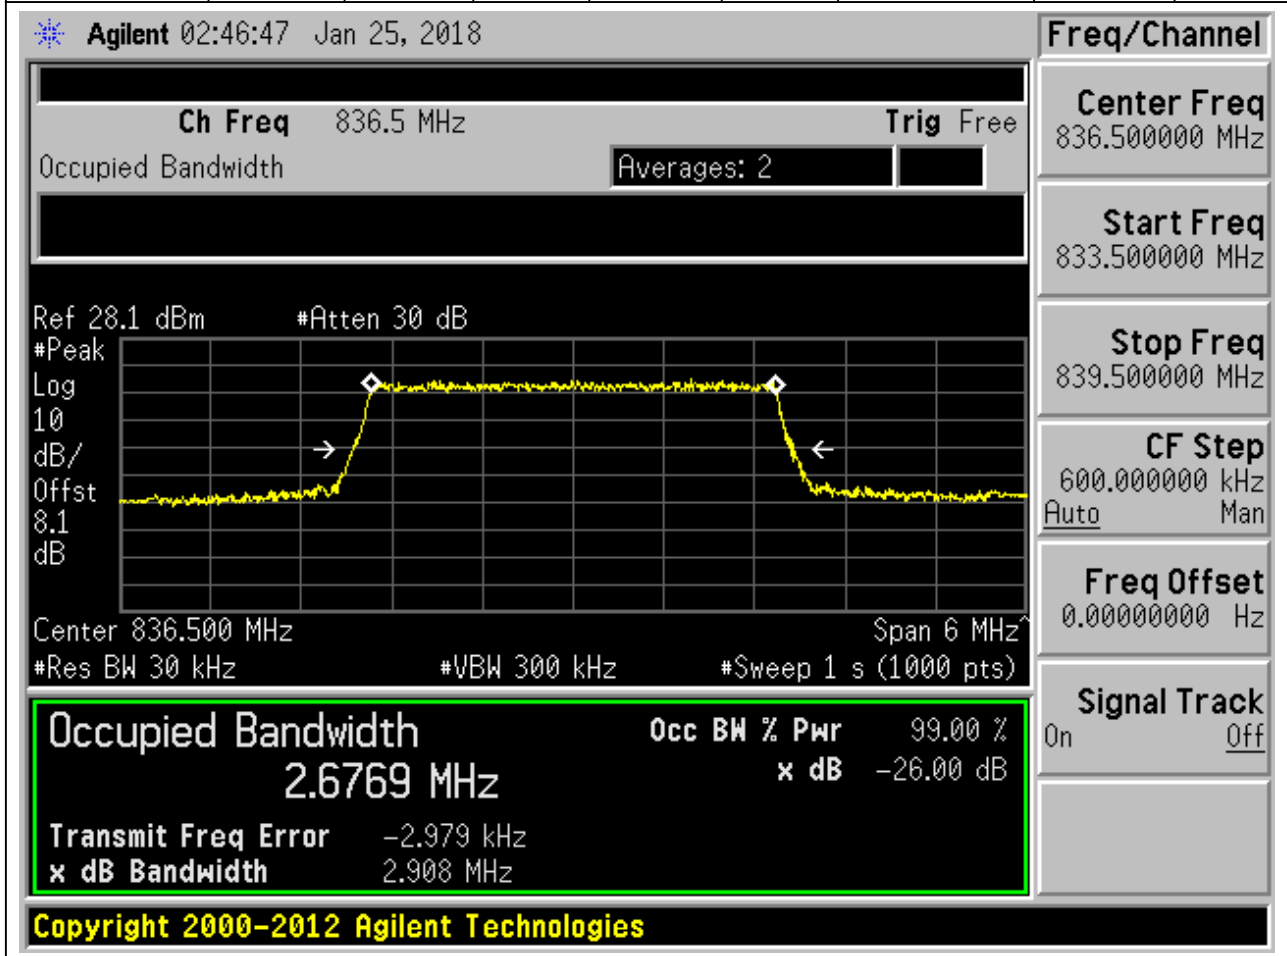 Agilent 02:46:47 Jan 25, 2018
Freq/Channel
Ch Freq 836.5 MHz Trig Free
Occupied Bandwidth Averages: 2
Center Freq
836.500000 MHz
Start Freq
833.500000 MHz
Stop Freq
839.500000 MHz
CF Step
600.000000 kHz
Auto Man
Freq Offset
0.00000000 Hz
Signal Track
On Off
Ref 28.1 dBm #Atten 30 dB
#Peak
Log
10
dB/
Offst
8.1
dB
Center 836.500 MHz Span 6 MHz^
#Res BW 30 kHz #VBW 300 kHz #Sweep 1 s (1000 pts)
Occupied Bandwidth Occ BW % Pwr 99.00 %
2.6769 MHz x dB -26.00 dB
Transmit Freq Error -2.979 kHz
x dB Bandwidth 2.908 MHz
Copyright 2000-2012 Agilent Technologies